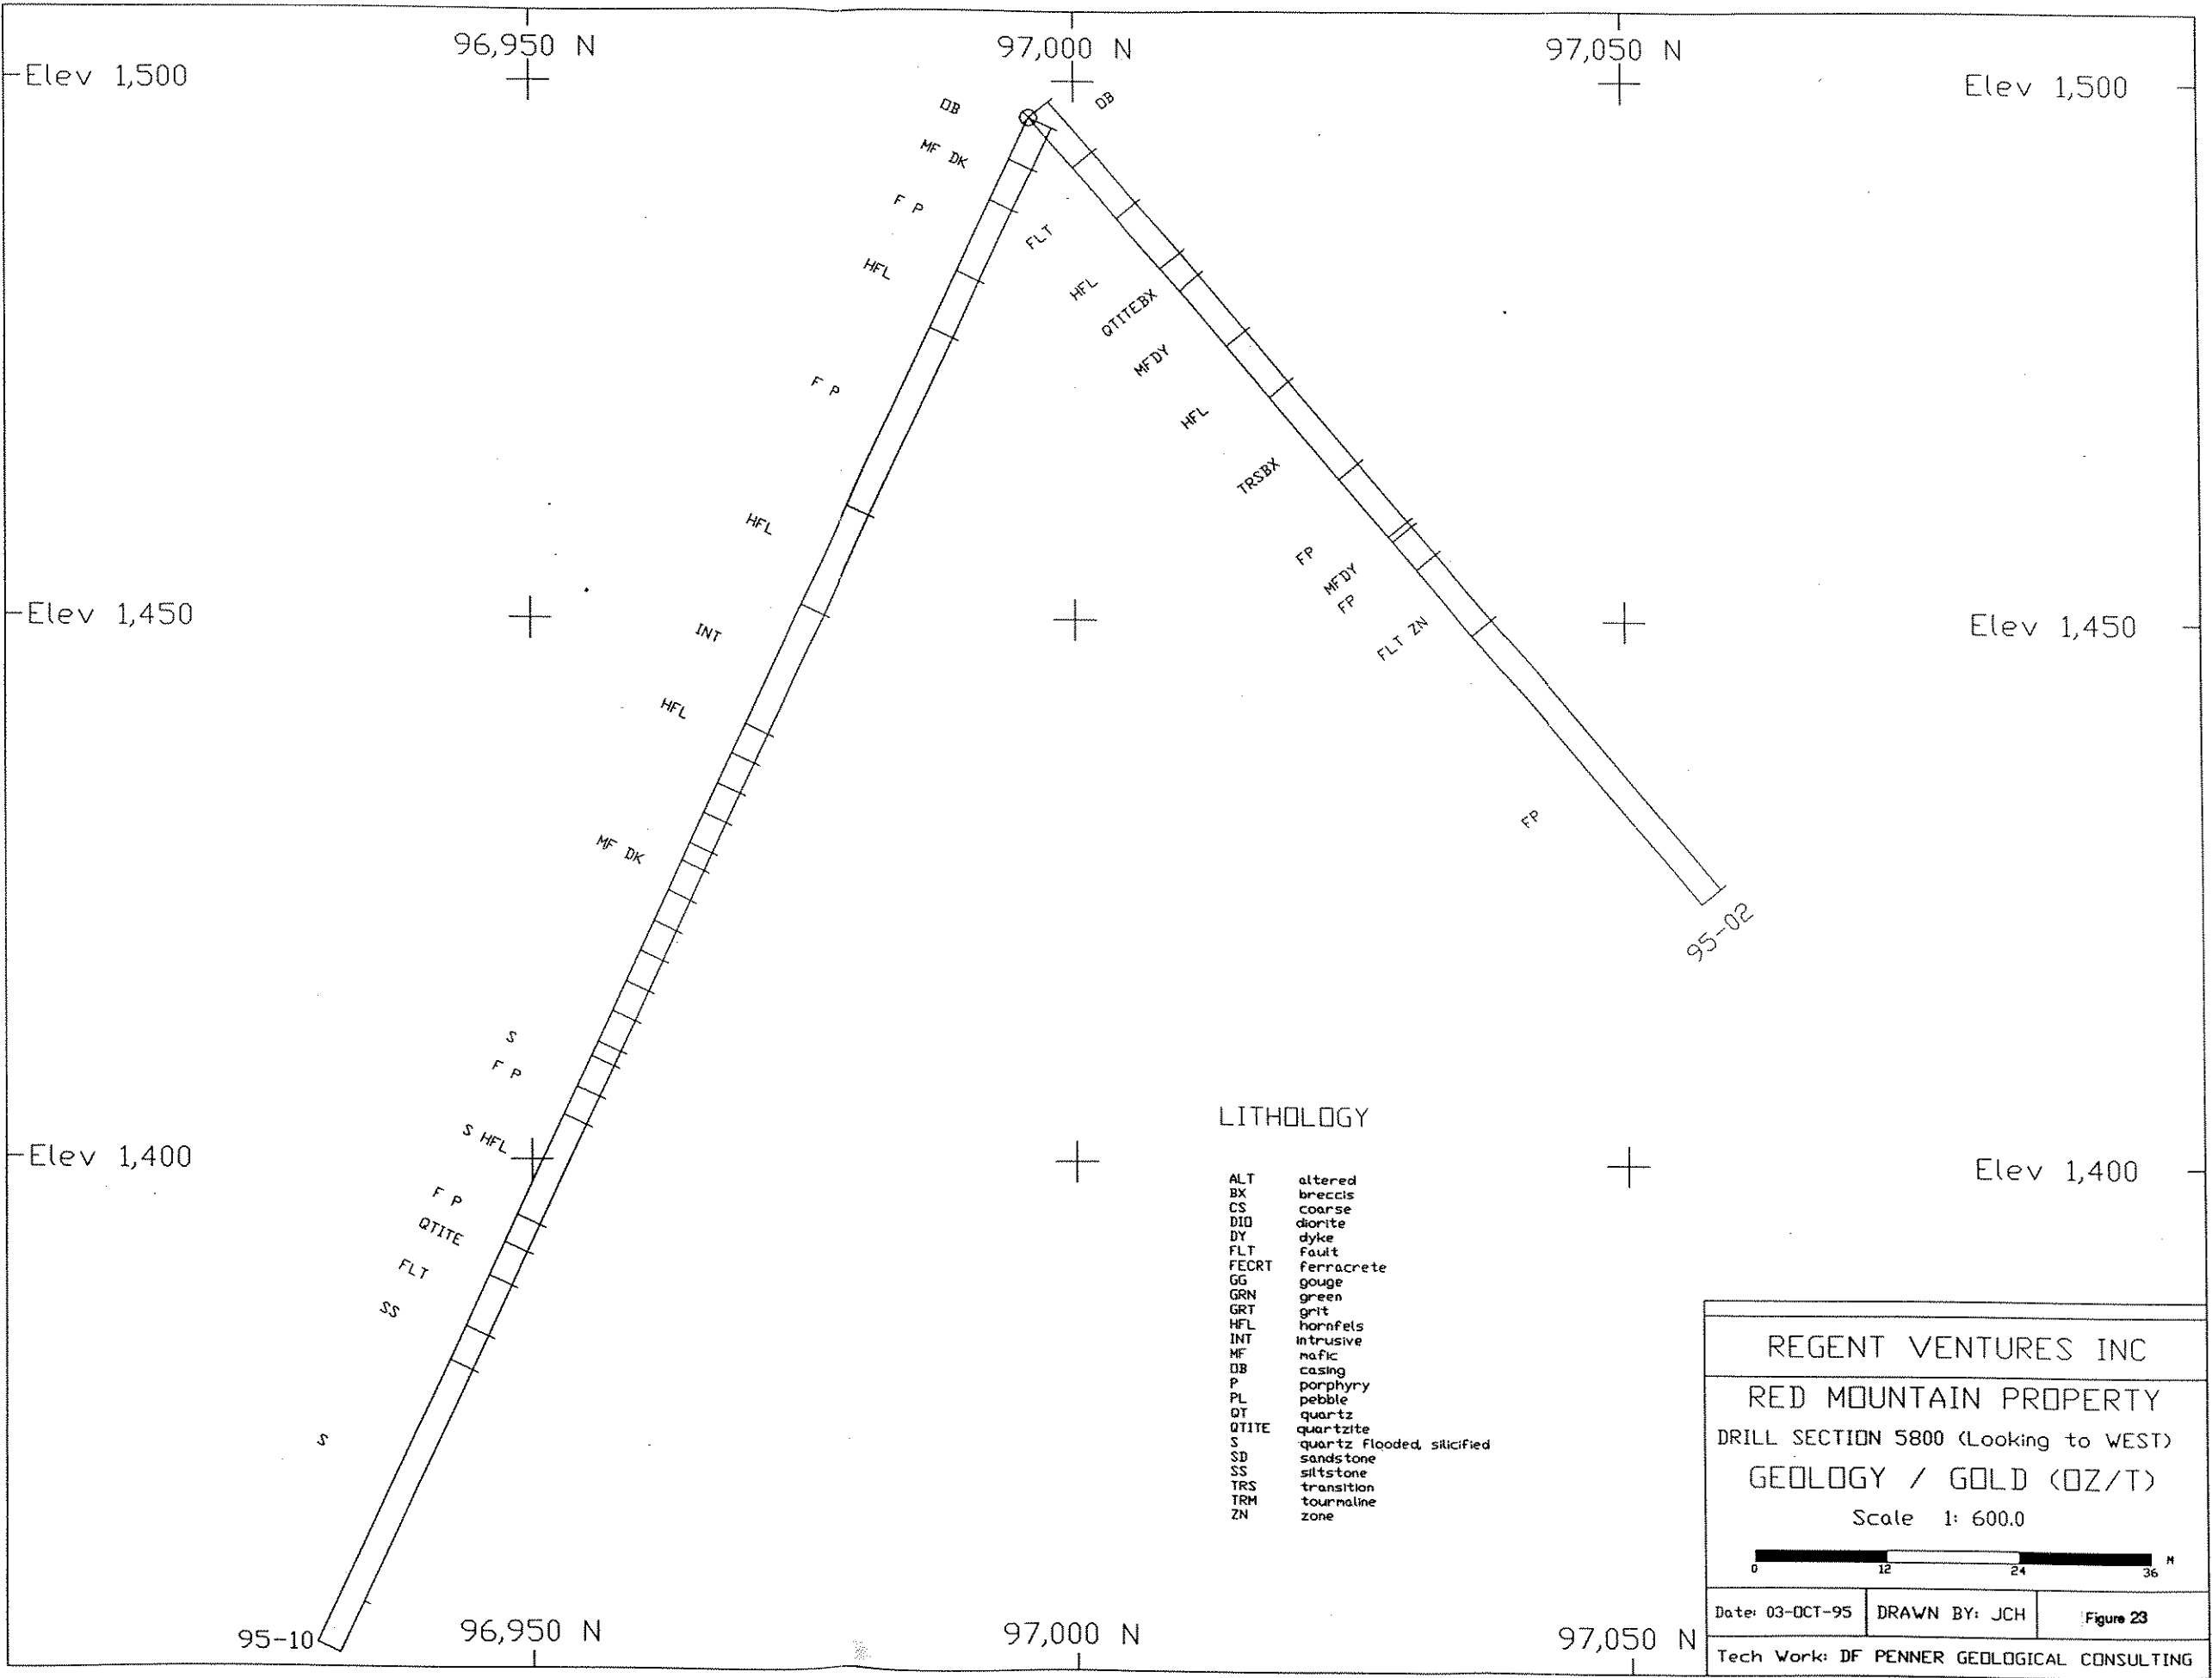 96,950 N
97,000 N
97,050 N
Elev 1,500
Elev 1,500
OB
OB
MF DK
F P
HFL
F P
HFL
INT
HFL
MF DK
S
F P
S HFL
F P
QTITE
FLT
SS
S
95-10
FLT
HFL
QTITEBX
MFDY
HFL
TRSBX
FP
MFDY
FP
FLT ZN
FP
95-02
Elev 1,450
Elev 1,450
Elev 1,400
Elev 1,400
96,950 N
97,000 N
97,050 N
LITHOLOGY
ALT altered
BX breccis
CS coarse
DIO diorite
DY dyke
FLT fault
FECRT ferracrete
GG gouge
GRN green
GRT grit
HFL hornfels
INT intrusive
MF mafic
OB casing
P porphyry
PL pebble
QT quartz
QTITE quartzite
S quartz flooded, silicified
SD sandstone
SS siltstone
TRS transition
TRM tourmaline
ZN zone
REGENT VENTURES INC
RED MOUNTAIN PROPERTY
DRILL SECTION 5800 (Looking to WEST)
GEOLOGY / GOLD (OZ/T)
Scale 1: 600.0
0 12 24 36 M
Date: 03-OCT-95 DRAWN BY: JCH Figure 23
Tech Work: DF PENNER GEOLOGICAL CONSULTING